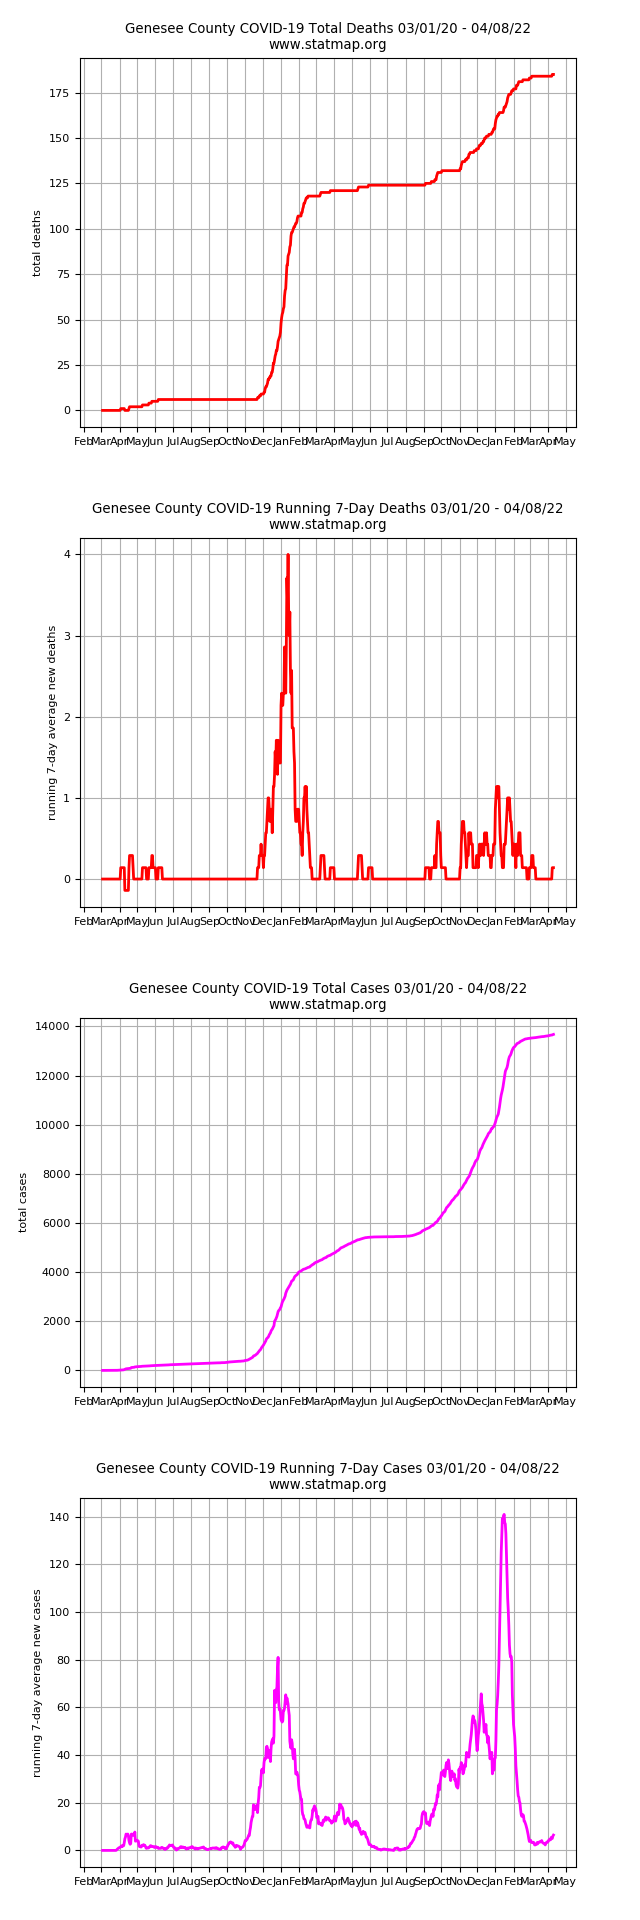 Genesee County COVID-19 Total Deaths 03/01/20 - 04/08/22
www.statmap.org
175
150
125
100
75
50
25
0
total deaths
Feb Mar Apr May Jun Jul Aug Sep Oct Nov Dec Jan Feb Mar Apr May Jun Jul Aug Sep Oct Nov Dec Jan Feb Mar Apr May
Genesee County COVID-19 Running 7-Day Deaths 03/01/20 - 04/08/22
www.statmap.org
4
3
2
1
0
running 7-day average new deaths
Feb Mar Apr May Jun Jul Aug Sep Oct Nov Dec Jan Feb Mar Apr May Jun Jul Aug Sep Oct Nov Dec Jan Feb Mar Apr May
Genesee County COVID-19 Total Cases 03/01/20 - 04/08/22
www.statmap.org
14000
12000
10000
8000
6000
4000
2000
0
total cases
Feb Mar Apr May Jun Jul Aug Sep Oct Nov Dec Jan Feb Mar Apr May Jun Jul Aug Sep Oct Nov Dec Jan Feb Mar Apr May
Genesee County COVID-19 Running 7-Day Cases 03/01/20 - 04/08/22
www.statmap.org
140
120
100
80
60
40
20
0
running 7-day average new cases
Feb Mar Apr May Jun Jul Aug Sep Oct Nov Dec Jan Feb Mar Apr May Jun Jul Aug Sep Oct Nov Dec Jan Feb Mar Apr May